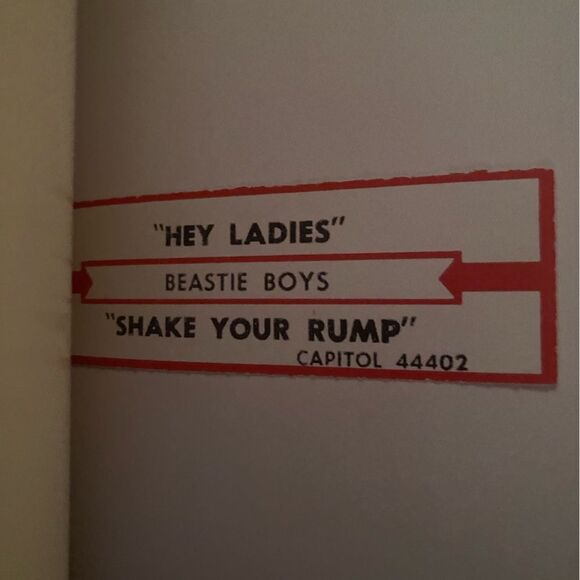 "HEY LADIES"
BEASTIE BOYS
"SHAKE YOUR RUMP"
CAPITOL 44402